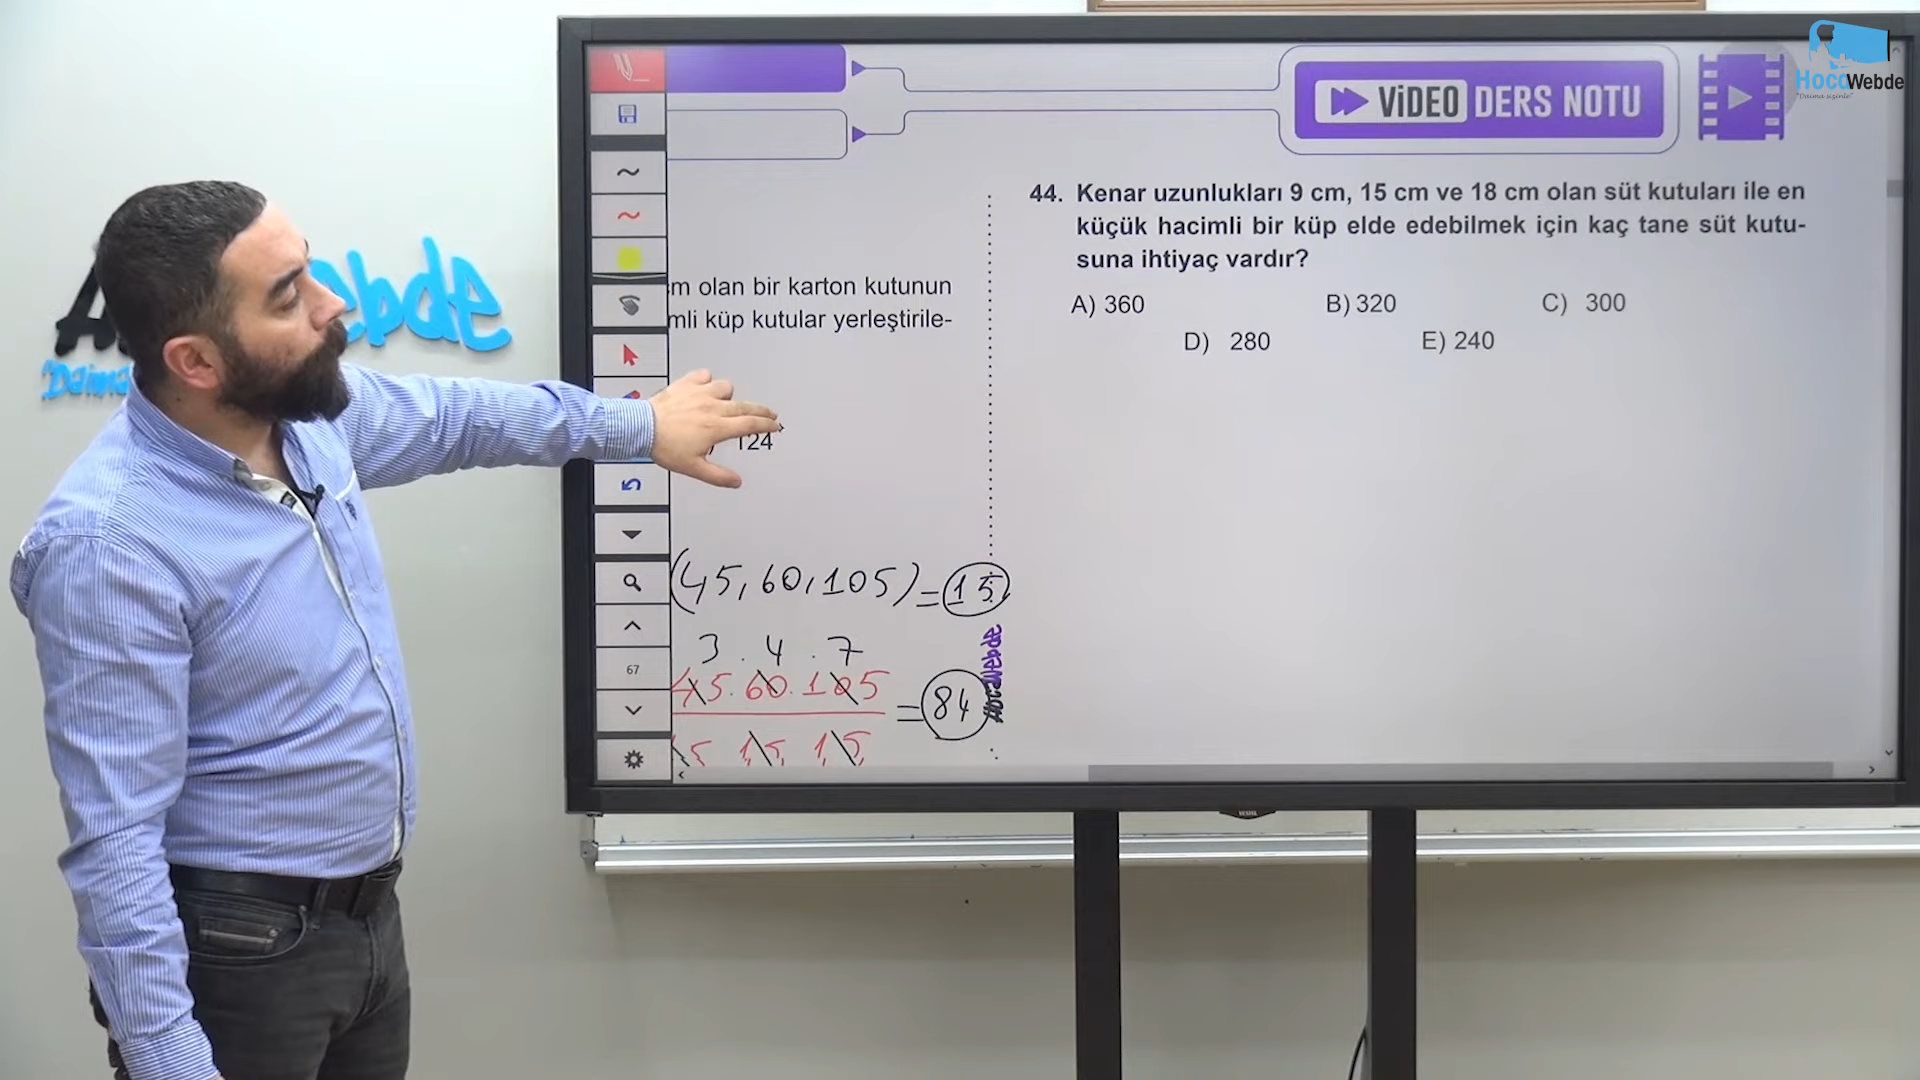 HocaWebde
"Daima sizinle"
VİDEO DERS NOTU
44. Kenar uzunlukları 9 cm, 15 cm ve 18 cm olan süt kutuları ile en
küçük hacimli bir küp elde edebilmek için kaç tane süt kutu-
suna ihtiyaç vardır?
A) 360 B) 320 C) 300
D) 280 E) 240
olan bir karton kutunun
küp kutular yerleştirile-
124
(45, 60, 105) = 15
3 . 4 . 7
45 . 60 . 105 = 84
15 15 15
67